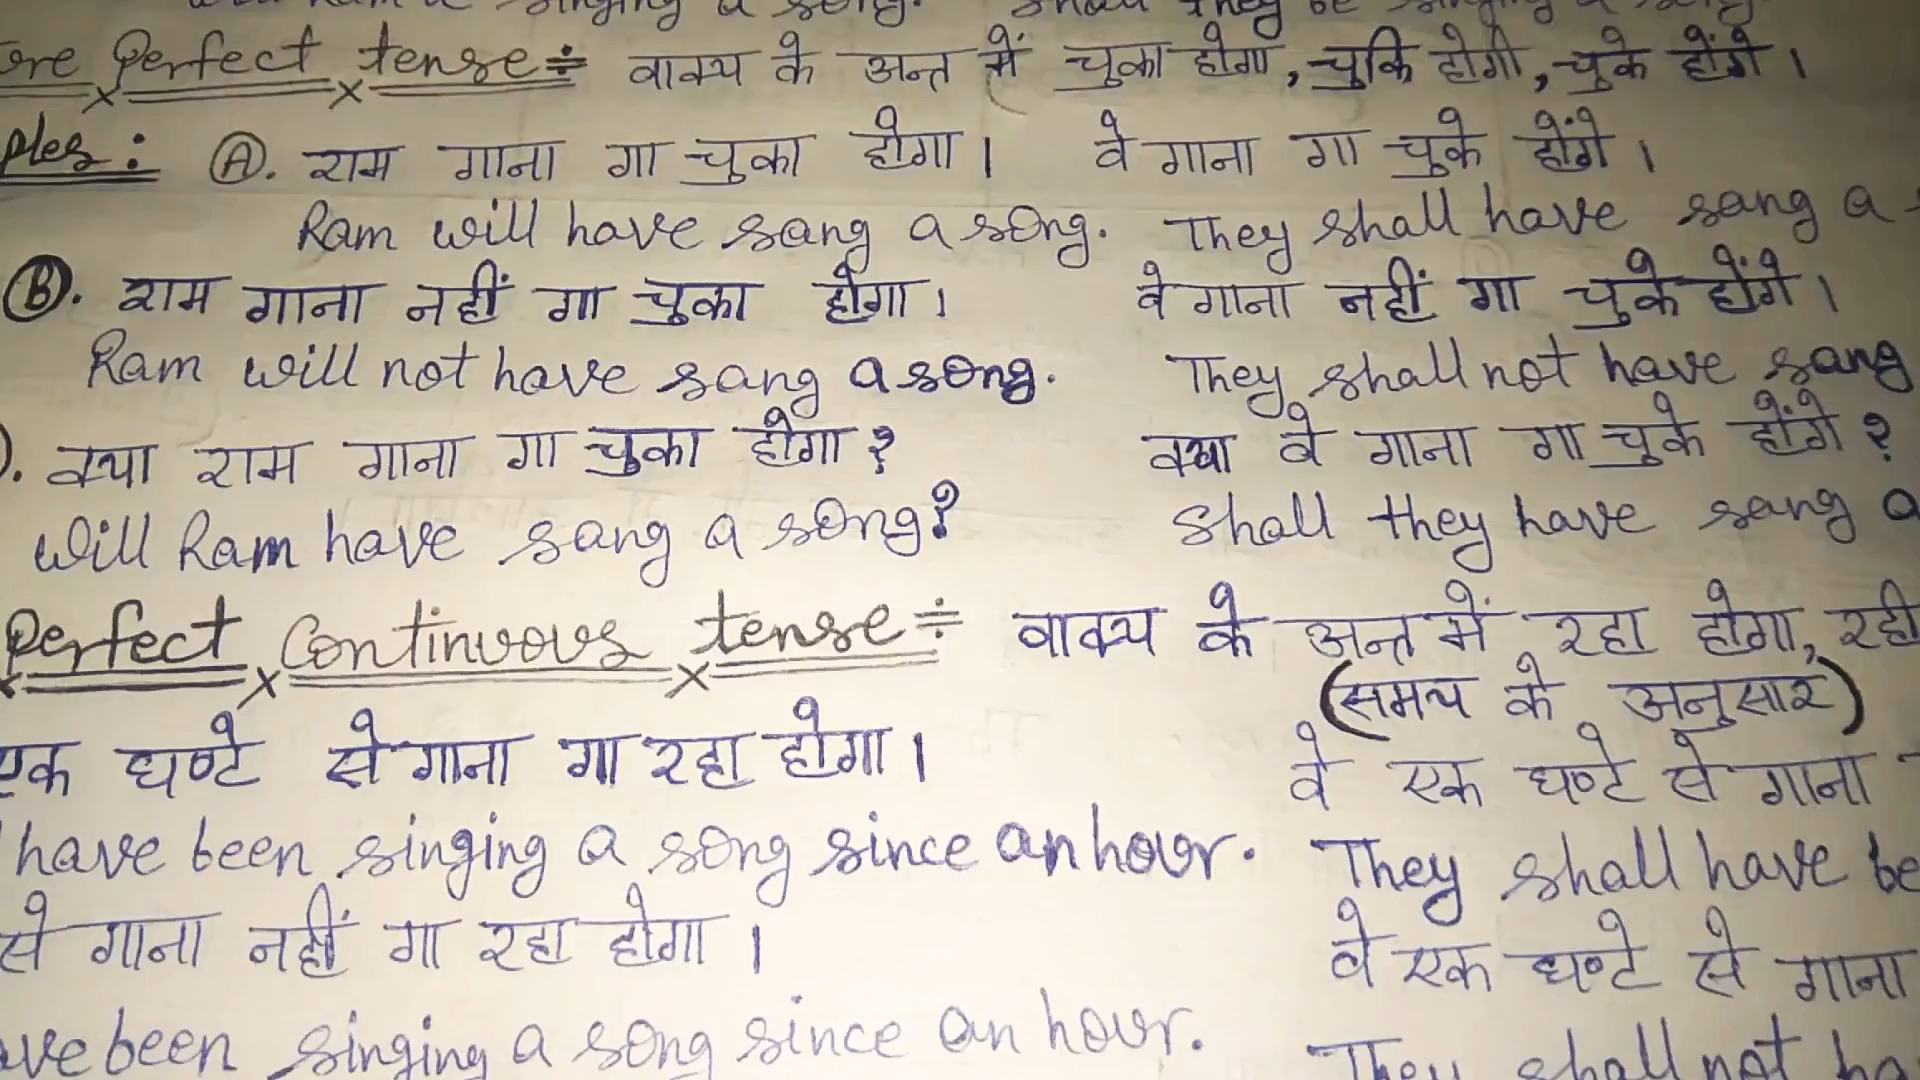 Perfect tense÷ वाक्य के अन्त में चुका होगा, चुकि होगी, चुके होंगे।
Ⓐ. राम गाना गा चुका होगा। वे गाना गा चुके होंगे।
Ram will have sang a song. They shall have sang a
Ⓑ. राम गाना नहीं गा चुका होगा। वे गाना नहीं गा चुके होंगे।
Ram will not have sang a song. They shall not have sang
क्या राम गाना गा चुका होगा? क्या वे गाना गा चुके होंगे?
will Ram have sang a song? Shall they have sang a
Perfect Continuous tense÷ वाक्य के अन्त में रहा होगा, रही
(समय के अनुसार)
एक घण्टे से गाना गा रहा होगा। वे एक घण्टे से गाना
have been singing a song since an hour. They shall have
से गाना नहीं गा रहा होगा। वे एक घण्टे से गाना
been singing a song since an hour. They shall not